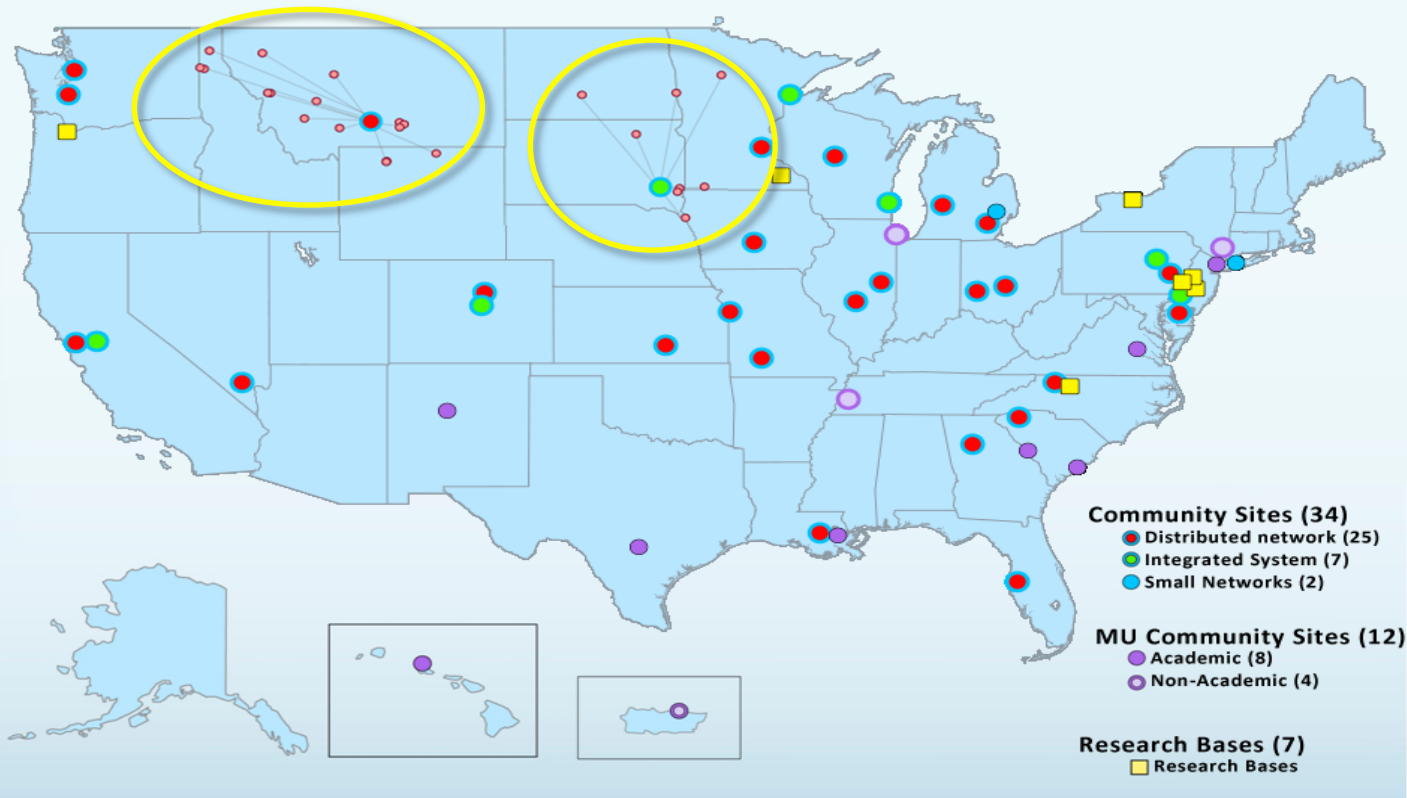 Community Sites (34)
Distributed network (25)
Integrated System (7)
Small Networks (2)
MU Community Sites (12)
Academic (8)
Non-Academic (4)
Research Bases (7)
Research Bases